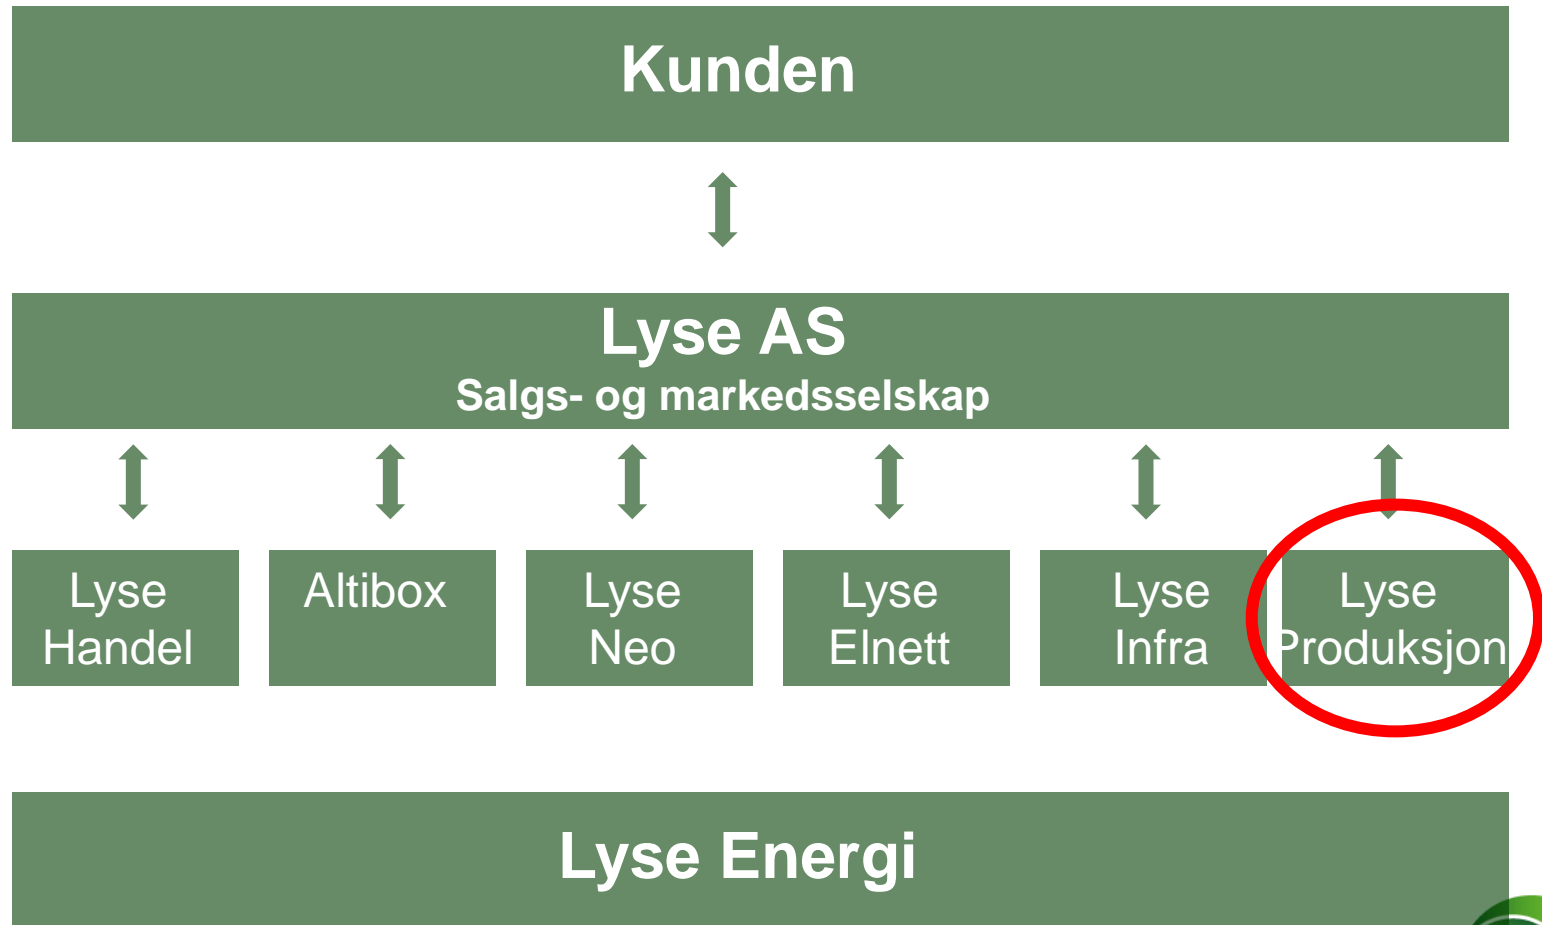 Kunden
Lyse AS
Salgs- og markedsselskap
Lyse
Handel
Altibox
Lyse
Neo
Lyse
Elnett
Lyse
Infra
Lyse
Produksjon
Lyse Energi